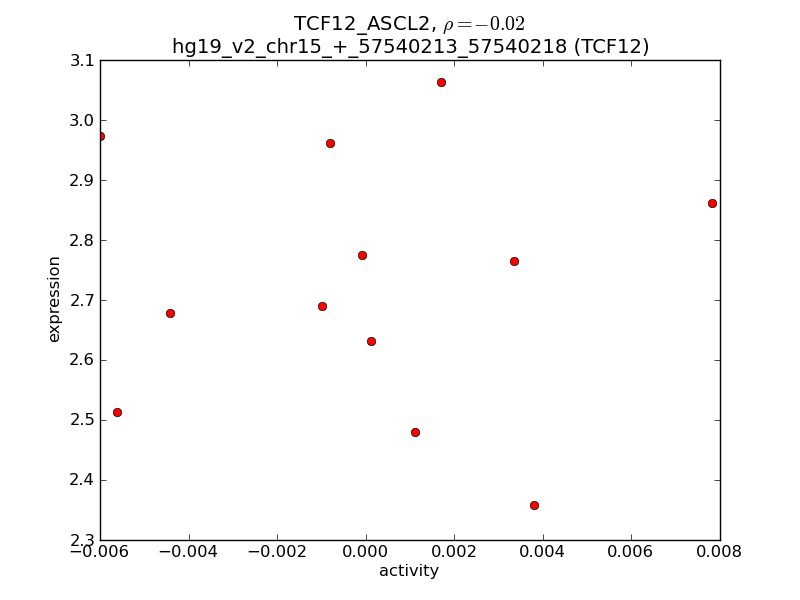 TCF12_ASCL2, ρ = −0.02
hg19_v2_chr15_+_57540213_57540218 (TCF12)
3.1
3.0
2.9
2.8
2.7
2.6
2.5
2.4
2.3
expression
−0.006 −0.004 −0.002 0.000 0.002 0.004 0.006 0.008
activity